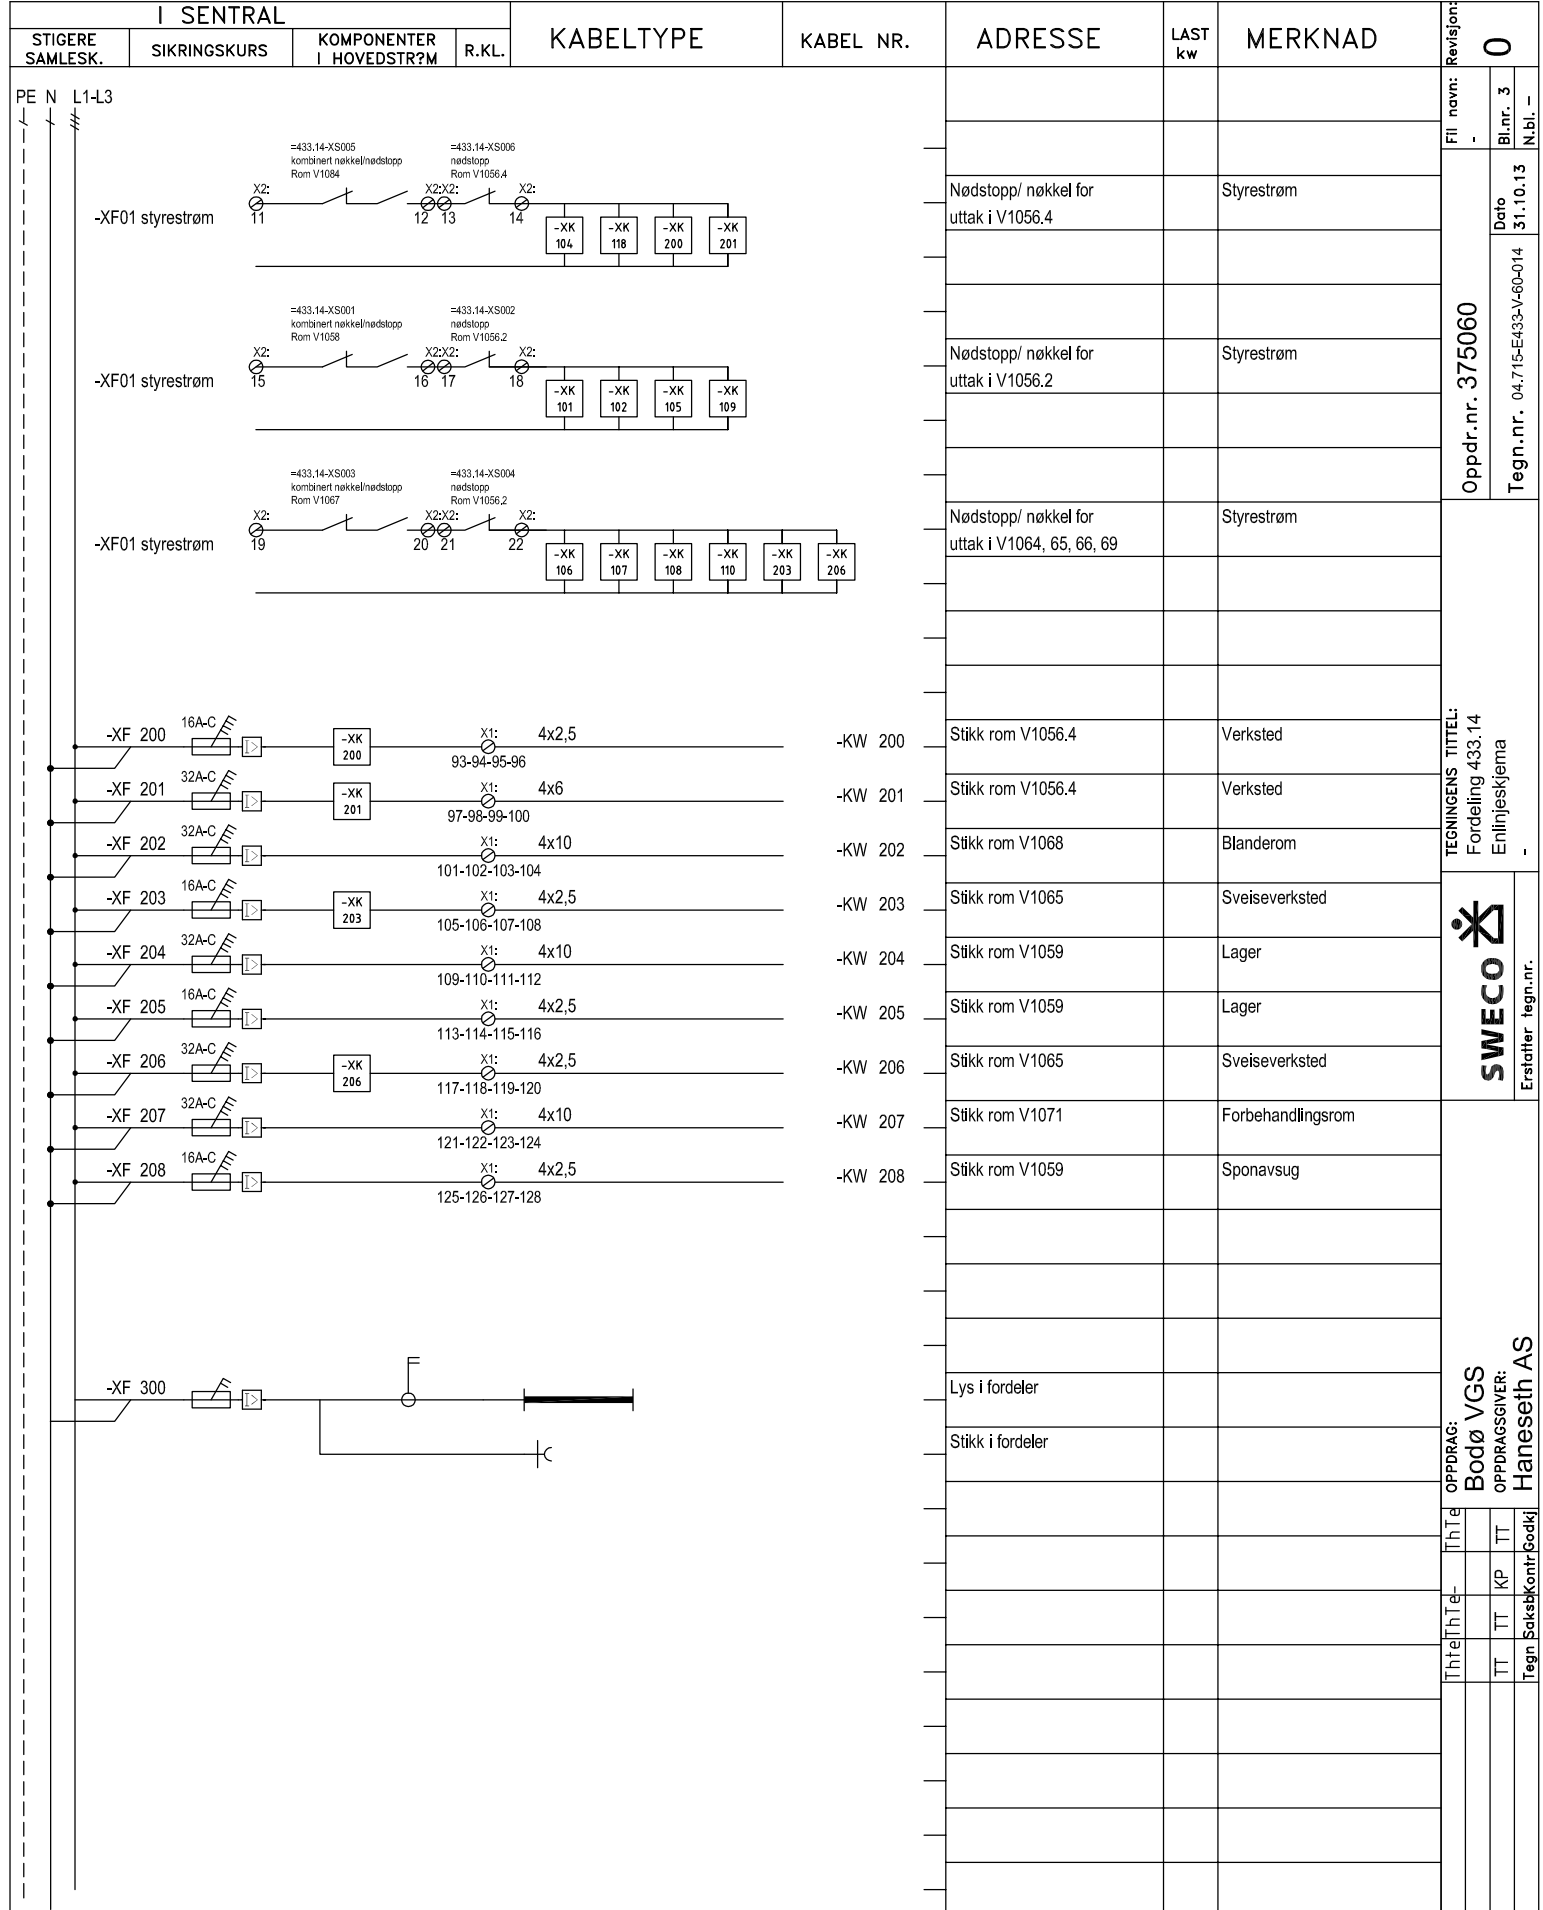 I SENTRAL
STIGERE
SAMLESK.
SIKRINGSKURS
KOMPONENTER
I HOVEDSTR?M
R.KL.
KABELTYPE
KABEL NR.
ADRESSE
LAST
kw
MERKNAD
PE N L1-L3
=433.14-XS005
kombinert nøkkel/nødstopp
Rom V1084
=433.14-XS006
nødstopp
Rom V1056.4
X2: X2:X2: X2:
-XF01 styrestrøm
11 12 13 14
-XK 104
-XK 118
-XK 200
-XK 201
Nødstopp/ nøkkel for
uttak i V1056.4
Styrestrøm
=433.14-XS001
kombinert nøkkel/nødstopp
Rom V1058
=433.14-XS002
nødstopp
Rom V1056.2
X2: X2:X2: X2:
-XF01 styrestrøm
15 16 17 18
-XK 101
-XK 102
-XK 105
-XK 109
Nødstopp/ nøkkel for
uttak i V1056.2
Styrestrøm
=433.14-XS003
kombinert nøkkel/nødstopp
Rom V1067
=433.14-XS004
nødstopp
Rom V1056.2
X2: X2:X2: X2:
-XF01 styrestrøm
19 20 21 22
-XK 106
-XK 107
-XK 108
-XK 110
-XK 203
-XK 206
Nødstopp/ nøkkel for
uttak i V1064, 65, 66, 69
Styrestrøm
-XF 200 16A-C I> -XK 200 X1: 4x2,5 -KW 200 Stikk rom V1056.4 Verksted
93-94-95-96
-XF 201 32A-C I> -XK 201 X1: 4x6 -KW 201 Stikk rom V1056.4 Verksted
97-98-99-100
-XF 202 32A-C I> X1: 4x10 -KW 202 Stikk rom V1068 Blanderom
101-102-103-104
-XF 203 16A-C I> -XK 203 X1: 4x2,5 -KW 203 Stikk rom V1065 Sveiseverksted
105-106-107-108
-XF 204 32A-C I> X1: 4x10 -KW 204 Stikk rom V1059 Lager
109-110-111-112
-XF 205 16A-C I> X1: 4x2,5 -KW 205 Stikk rom V1059 Lager
113-114-115-116
-XF 206 32A-C I> -XK 206 X1: 4x2,5 -KW 206 Stikk rom V1065 Sveiseverksted
117-118-119-120
-XF 207 32A-C I> X1: 4x10 -KW 207 Stikk rom V1071 Forbehandlingsrom
121-122-123-124
-XF 208 16A-C I> X1: 4x2,5 -KW 208 Stikk rom V1059 Sponavsug
125-126-127-128
-XF 300 I> Lys i fordeler
Stikk i fordeler
Revisjon:
0
Fil navn:
-
Bl.nr. 3
N.bl. -
Dato
31.10.13
Oppdr.nr. 375060
Tegn.nr. 04.715-E433-V-60-014
TEGNINGENS TITTEL:
Fordeling 433.14
Enlinjeskjema
-
SWECO
Erstatter tegn.nr.
OPPDRAG:
Bodø VGS
OPPDRAGSGIVER:
Haneseth AS
Thte ThTe - ThTe
TT TT KP TT
Tegn Saksb Kontr Godkj